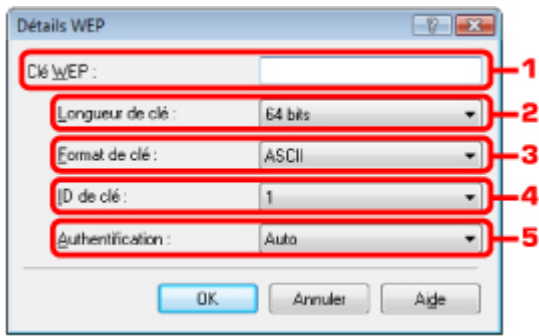 Détails WEP
Clé WEP : 1
Longueur de clé : 64 bits 2
Format de clé : ASCII 3
ID de clé : 1 4
Authentification : Auto 5
OK Annuler Aide